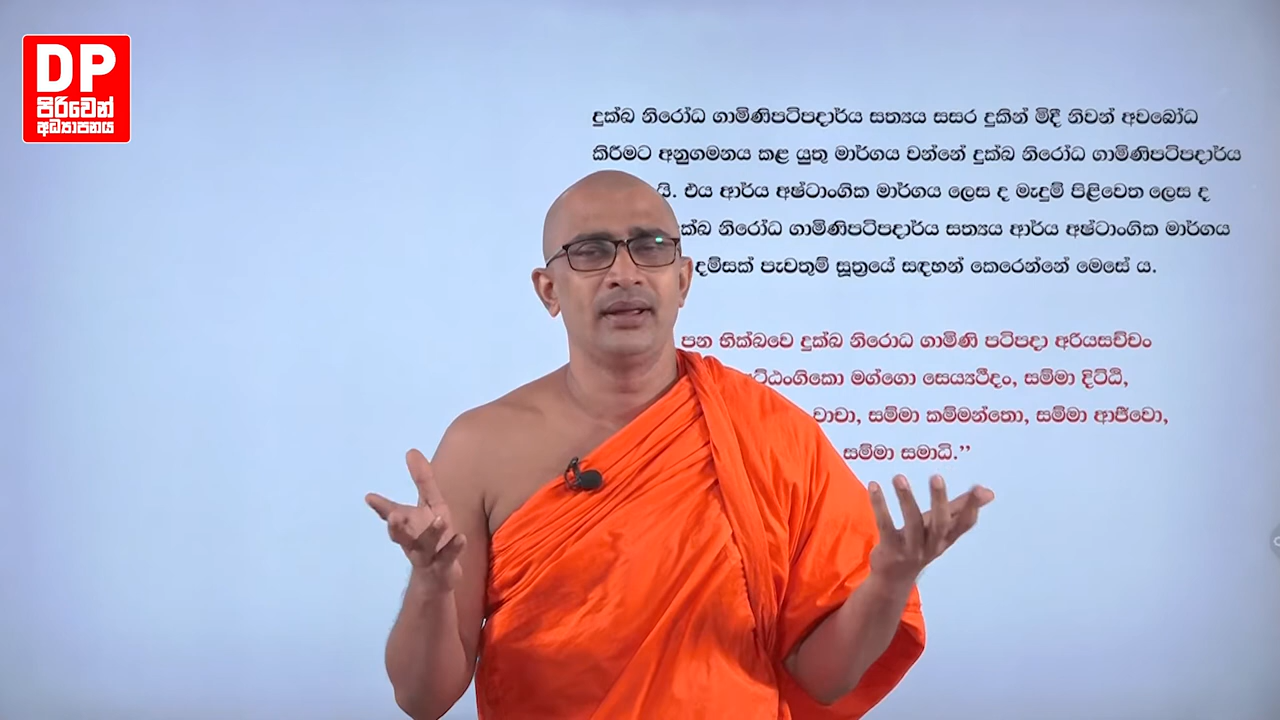 DP
පිරිවෙන්
අධ්‍යාපනය
දුක්ඛ නිරෝධ ගාමිණිපටිපදාර්ය සත්‍යය සසර දුකින් මිදී නිවන් අවබෝධ
කිරීමට අනුගමනය කළ යුතු මාර්ගය වන්නේ දුක්ඛ නිරෝධ ගාමිණිපටිපදාර්ය
යි. එය ආර්ය අෂ්ටාංගික මාර්ගය ලෙස ද මැදුම් පිළිවෙත ලෙස ද
නිරෝධ ගාමිණිපටිපදාර්ය සත්‍යය ආර්ය අෂ්ටාංගික මාර්ගය
දම්සක් පැවතුම් සූත්‍රයේ සඳහන් කෙරෙන්නේ මෙසේ ය.
පන භික්ඛවෙ දුක්ඛ නිරොධ ගාමිණි පටිපදා අරියසච්චං
මග්ගො සෙය්‍යථීදං, සම්මා දිට්ඨි,
වාචා, සම්මා කම්මන්තො, සම්මා ආජීවො,
සම්මා සමාධි.’’